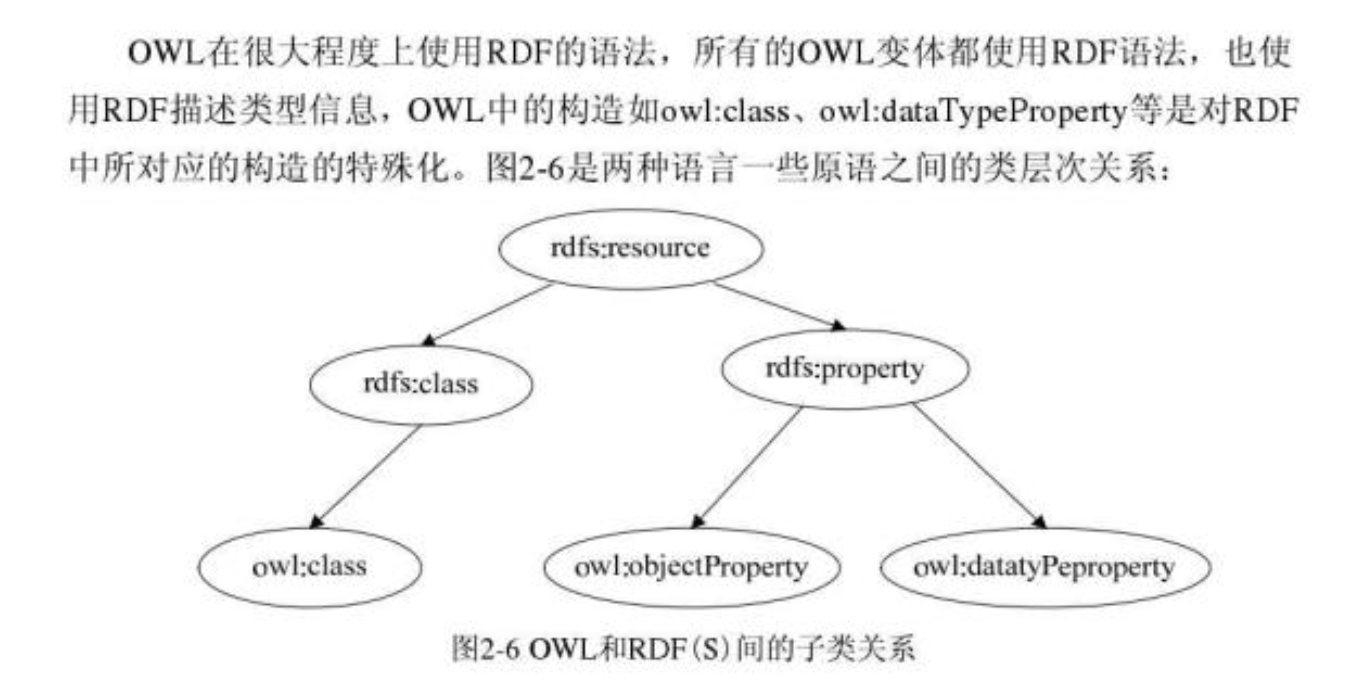 OWL在很大程度上使用RDF的语法，所有的OWL变体都使用RDF语法，也使
用RDF描述类型信息，OWL中的构造如owl:class、owl:dataTypeProperty等是对RDF
中所对应的构造的特殊化。图2-6是两种语言一些原语之间的类层次关系：
rdfs:resource
rdfs:class
rdfs:property
owl:class
owl:objectProperty
owl:datatyPeproperty
图2-6 OWL和RDF(S)间的子类关系